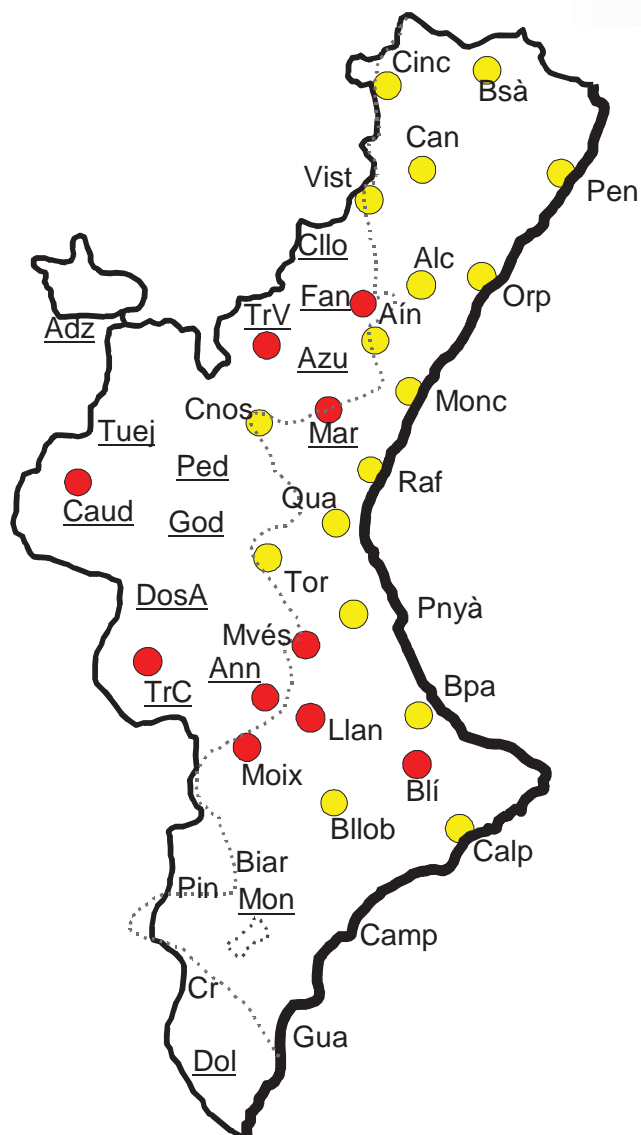 Cinc
Bsà
Can
Vist
Pen
Cllo
Alc
Fan
Orp
TrV
Aín
Adz
Azu
Monc
Cnos
Mar
Tuej
Ped
Raf
Caud
Qua
God
Tor
DosA
Pnyà
Mvés
Ann
TrC
Bpa
Llan
Moix
Blí
Bllob
Calp
Biar
Pin
Mon
Camp
Cr
Gua
Dol